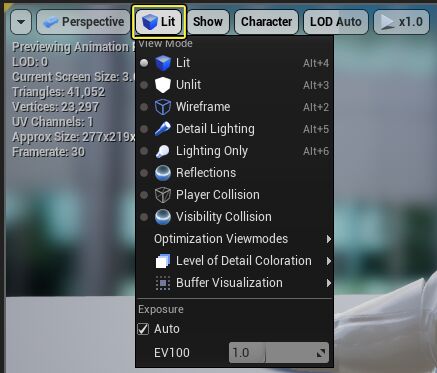 Perspective Lit Show Character LOD Auto x1.0
Previewing Animation
LOD: 0
Current Screen Size: 3.
Triangles: 41,052
Vertices: 23,297
UV Channels: 1
Approx Size: 277x219x
Framerate: 30
View Mode
Lit Alt+4
Unlit Alt+3
Wireframe Alt+2
Detail Lighting Alt+5
Lighting Only Alt+6
Reflections
Player Collision
Visibility Collision
Optimization Viewmodes
Level of Detail Coloration
Buffer Visualization
Exposure
Auto
EV100 1.0